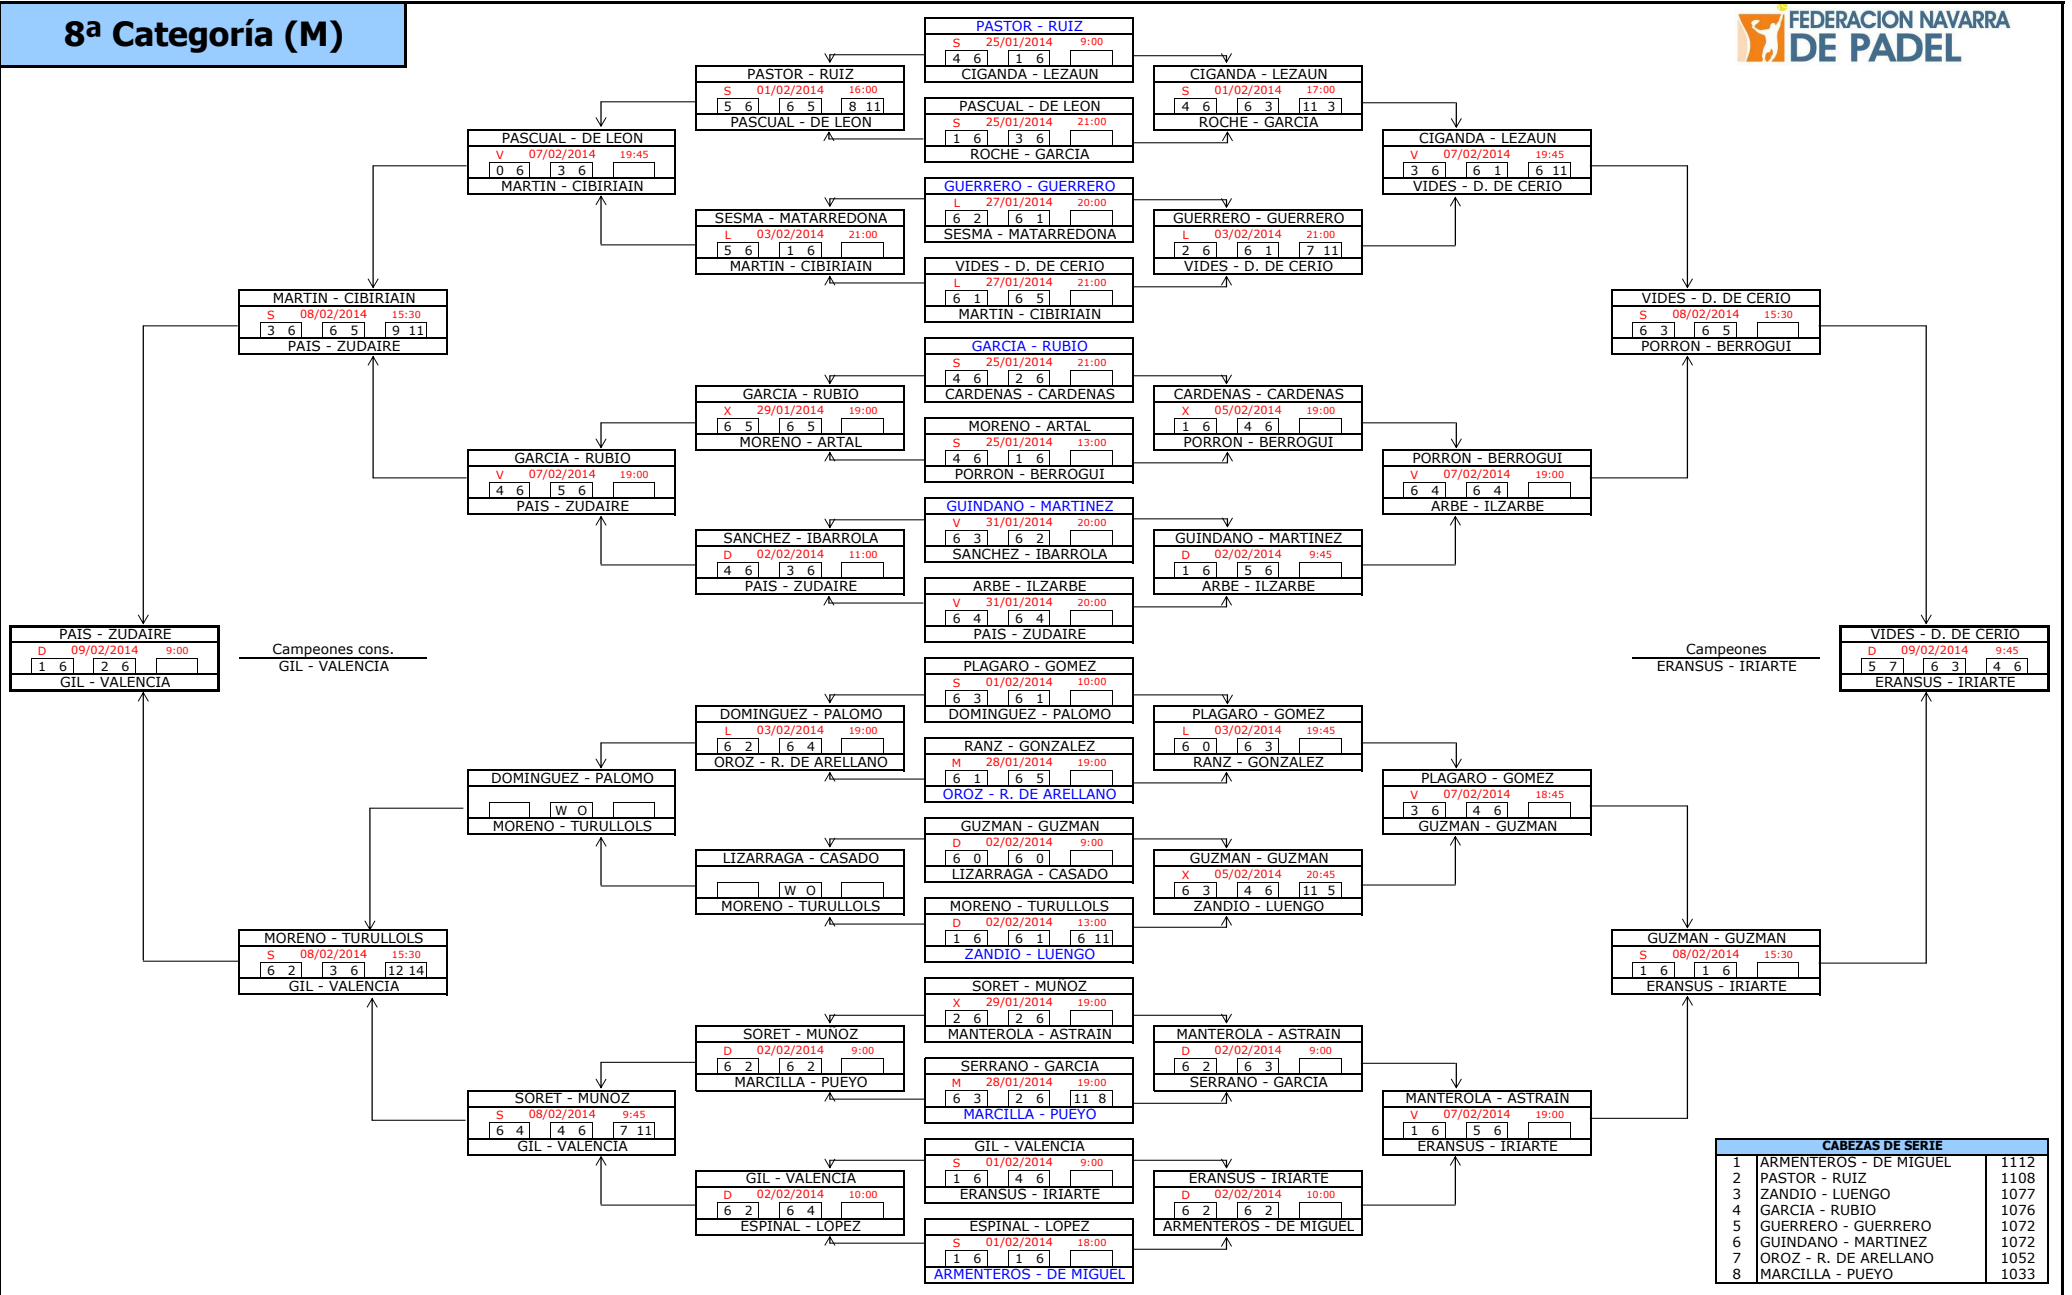 8ª Categoría (M)
FEDERACION NAVARRA
DE PADEL
PASTOR - RUIZ
S 25/01/2014 9:00
4 6 1 6
CIGANDA - LEZAUN
PASCUAL - DE LEON
S 25/01/2014 21:00
1 6 3 6
ROCHE - GARCIA
GUERRERO - GUERRERO
L 27/01/2014 20:00
6 2 6 1
SESMA - MATARREDONA
VIDES - D. DE CERIO
L 27/01/2014 21:00
6 1 6 5
MARTIN - CIBIRIAIN
GARCIA - RUBIO
S 25/01/2014 21:00
4 6 2 6
CARDENAS - CARDENAS
MORENO - ARTAL
S 25/01/2014 13:00
4 6 1 6
PORRON - BERROGUI
GUINDANO - MARTINEZ
V 31/01/2014 20:00
6 3 6 2
SANCHEZ - IBARROLA
ARBE - ILZARBE
V 31/01/2014 20:00
6 4 6 4
PAIS - ZUDAIRE
PLAGARO - GOMEZ
S 01/02/2014 10:00
6 3 6 1
DOMINGUEZ - PALOMO
RANZ - GONZALEZ
M 28/01/2014 19:00
6 1 6 5
OROZ - R. DE ARELLANO
GUZMAN - GUZMAN
D 02/02/2014 9:00
6 0 6 0
LIZARRAGA - CASADO
MORENO - TURULLOLS
D 02/02/2014 13:00
1 6 6 1 6 11
ZANDIO - LUENGO
SORET - MUÑOZ
X 29/01/2014 19:00
2 6 2 6
MANTEROLA - ASTRAIN
SERRANO - GARCIA
M 28/01/2014 19:00
6 3 2 6 11 8
MARCILLA - PUEYO
GIL - VALENCIA
S 01/02/2014 9:00
1 6 4 6
ERANSUS - IRIARTE
ESPINAL - LOPEZ
S 01/02/2014 18:00
1 6 1 6
ARMENTEROS - DE MIGUEL
PASTOR - RUIZ
S 01/02/2014 16:00
5 6 6 5 8 11
PASCUAL - DE LEON
SESMA - MATARREDONA
L 03/02/2014 21:00
5 6 1 6
MARTIN - CIBIRIAIN
GARCIA - RUBIO
X 29/01/2014 19:00
6 5 6 5
MORENO - ARTAL
SANCHEZ - IBARROLA
D 02/02/2014 11:00
4 6 3 6
PAIS - ZUDAIRE
DOMINGUEZ - PALOMO
L 03/02/2014 19:00
6 2 6 4
OROZ - R. DE ARELLANO
LIZARRAGA - CASADO
W O
MORENO - TURULLOLS
SORET - MUÑOZ
D 02/02/2014 9:00
6 2 6 2
MARCILLA - PUEYO
GIL - VALENCIA
D 02/02/2014 10:00
6 2 6 4
ESPINAL - LOPEZ
PASCUAL - DE LEON
V 07/02/2014 19:45
0 6 3 6
MARTIN - CIBIRIAIN
GARCIA - RUBIO
V 07/02/2014 19:00
4 6 5 6
PAIS - ZUDAIRE
DOMINGUEZ - PALOMO
W O
MORENO - TURULLOLS
SORET - MUÑOZ
S 08/02/2014 9:45
6 4 4 6 7 11
GIL - VALENCIA
MARTIN - CIBIRIAIN
S 08/02/2014 15:30
3 6 6 5 9 11
PAIS - ZUDAIRE
MORENO - TURULLOLS
S 08/02/2014 15:30
6 2 3 6 12 14
GIL - VALENCIA
PAIS - ZUDAIRE
D 09/02/2014 9:00
1 6 2 6
GIL - VALENCIA
Campeones cons.
GIL - VALENCIA
CIGANDA - LEZAUN
S 01/02/2014 17:00
4 6 6 3 11 3
ROCHE - GARCIA
GUERRERO - GUERRERO
L 03/02/2014 21:00
2 6 6 1 7 11
VIDES - D. DE CERIO
CARDENAS - CARDENAS
X 05/02/2014 19:00
1 6 4 6
PORRON - BERROGUI
GUINDANO - MARTINEZ
D 02/02/2014 9:45
1 6 5 6
ARBE - ILZARBE
PLAGARO - GOMEZ
L 03/02/2014 19:45
6 0 6 3
RANZ - GONZALEZ
GUZMAN - GUZMAN
X 05/02/2014 20:45
6 3 4 6 11 5
ZANDIO - LUENGO
MANTEROLA - ASTRAIN
D 02/02/2014 9:00
6 2 6 3
SERRANO - GARCIA
ERANSUS - IRIARTE
D 02/02/2014 10:00
6 2 6 2
ARMENTEROS - DE MIGUEL
CIGANDA - LEZAUN
V 07/02/2014 19:45
3 6 6 1 6 11
VIDES - D. DE CERIO
PORRON - BERROGUI
V 07/02/2014 19:00
6 4 6 4
ARBE - ILZARBE
PLAGARO - GOMEZ
V 07/02/2014 18:45
3 6 4 6
GUZMAN - GUZMAN
MANTEROLA - ASTRAIN
V 07/02/2014 19:00
1 6 5 6
ERANSUS - IRIARTE
VIDES - D. DE CERIO
S 08/02/2014 15:30
6 3 6 5
PORRON - BERROGUI
GUZMAN - GUZMAN
S 08/02/2014 15:30
1 6 1 6
ERANSUS - IRIARTE
Campeones
ERANSUS - IRIARTE
VIDES - D. DE CERIO
D 09/02/2014 9:45
5 7 6 3 4 6
ERANSUS - IRIARTE
CABEZAS DE SERIE
1 ARMENTEROS - DE MIGUEL 1112
2 PASTOR - RUIZ 1108
3 ZANDIO - LUENGO 1077
4 GARCIA - RUBIO 1076
5 GUERRERO - GUERRERO 1072
6 GUINDANO - MARTINEZ 1072
7 OROZ - R. DE ARELLANO 1052
8 MARCILLA - PUEYO 1033